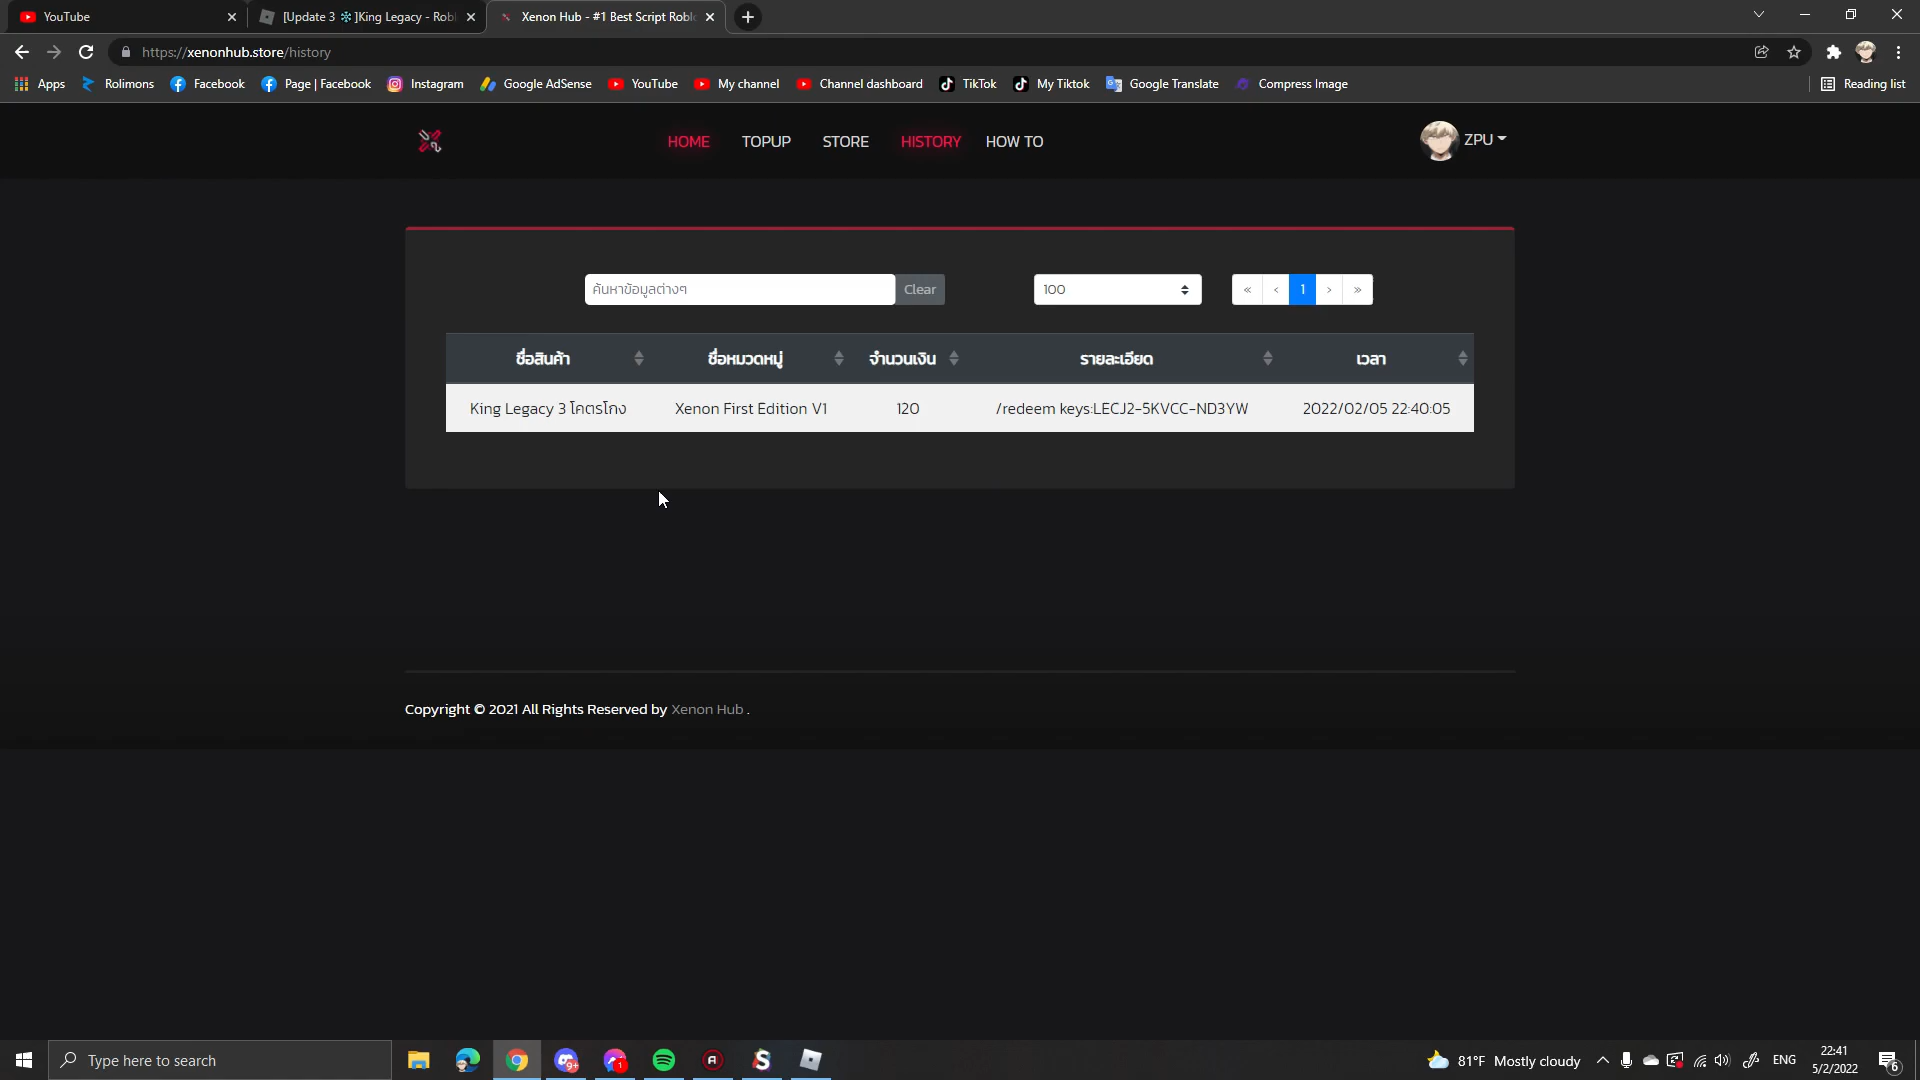 YouTube
[Update 3 ❄️]King Legacy - Rob
Xenon Hub - #1 Best Script Robl
https://xenonhub.store/history
Apps
Rolimons
Facebook
Page | Facebook
Instagram
Google AdSense
YouTube
My channel
Channel dashboard
TikTok
My Tiktok
Google Translate
Compress Image
Reading list
HOME
TOPUP
STORE
HISTORY
HOW TO
ZPU
ค้นหาข้อมูลต่างๆ
Clear
100
« ‹ 1 › »
ชื่อสินค้า ชื่อหมวดหมู่ จำนวนเงิน รายละเอียด เวลา
King Legacy 3 โคตรโกง Xenon First Edition V1 120 /redeem keys:LECJ2-5KVCC-ND3YW 2022/02/05 22:40:05
Copyright © 2021 All Rights Reserved by Xenon Hub .
Type here to search
9+
1
A
81°F Mostly cloudy
ENG
22:41
5/2/2022
6